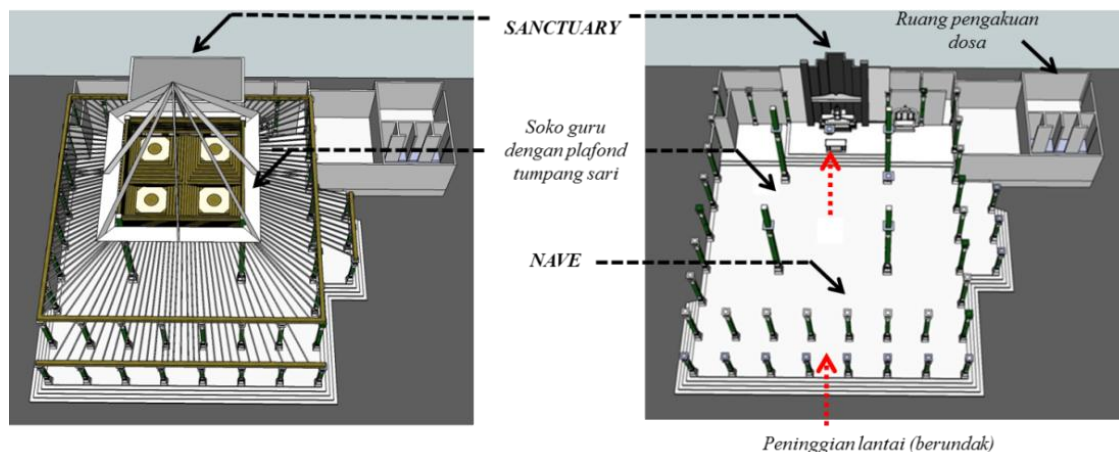 SANCTUARY
Ruang pengakuan
dosa
Soko guru
dengan plafond
tumpang sari
NAVE
Peninggian lantai (berundak)